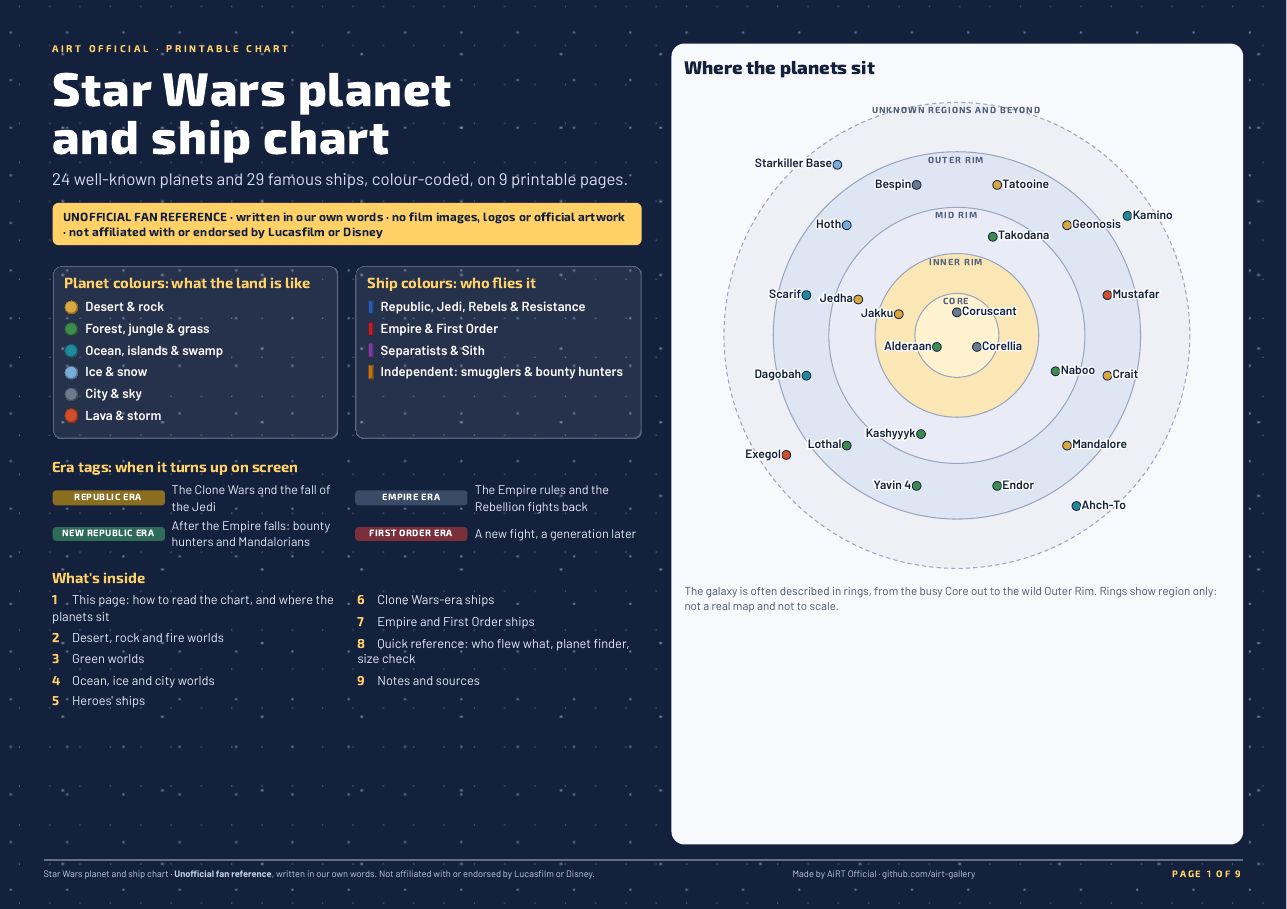 AIRT OFFICIAL · PRINTABLE CHART
Star Wars planet
and ship chart
24 well-known planets and 29 famous ships, colour-coded, on 9 printable pages.
UNOFFICIAL FAN REFERENCE · written in our own words · no film images, logos or official artwork
· not affiliated with or endorsed by Lucasfilm or Disney
Planet colours: what the land is like
Desert & rock
Forest, jungle & grass
Ocean, islands & swamp
Ice & snow
City & sky
Lava & storm
Ship colours: who flies it
Republic, Jedi, Rebels & Resistance
Empire & First Order
Separatists & Sith
Independent: smugglers & bounty hunters
Era tags: when it turns up on screen
REPUBLIC ERA
The Clone Wars and the fall of
the Jedi
EMPIRE ERA
The Empire rules and the
Rebellion fights back
NEW REPUBLIC ERA
After the Empire falls: bounty
hunters and Mandalorians
FIRST ORDER ERA
A new fight, a generation later
What's inside
1 This page: how to read the chart, and where the
planets sit
2 Desert, rock and fire worlds
3 Green worlds
4 Ocean, ice and city worlds
5 Heroes' ships
6 Clone Wars-era ships
7 Empire and First Order ships
8 Quick reference: who flew what, planet finder,
size check
9 Notes and sources
Where the planets sit
UNKNOWN REGIONS AND BEYOND
OUTER RIM
Starkiller Base
Bespin
Tatooine
MID RIM
Kamino
Hoth
Geonosis
Takodana
INNER RIM
Scarif
Jedha
CORE
Mustafar
Jakku
Coruscant
Alderaan
Corellia
Dagobah
Naboo
Crait
Kashyyyk
Lothal
Mandalore
Exegol
Yavin 4
Endor
Ahch-To
The galaxy is often described in rings, from the busy Core out to the wild Outer Rim. Rings show region only:
not a real map and not to scale.
Star Wars planet and ship chart · Unofficial fan reference, written in our own words. Not affiliated with or endorsed by Lucasfilm or Disney.
Made by AiRT Official · github.com/airt-gallery
PAGE 1 OF 9